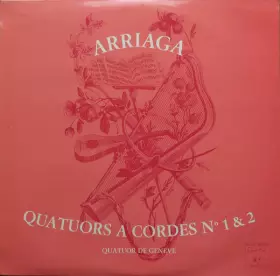 ARRIAGA
QUATUORS A CORDES Nº 1 & 2
QUATUOR DE GENÈVE